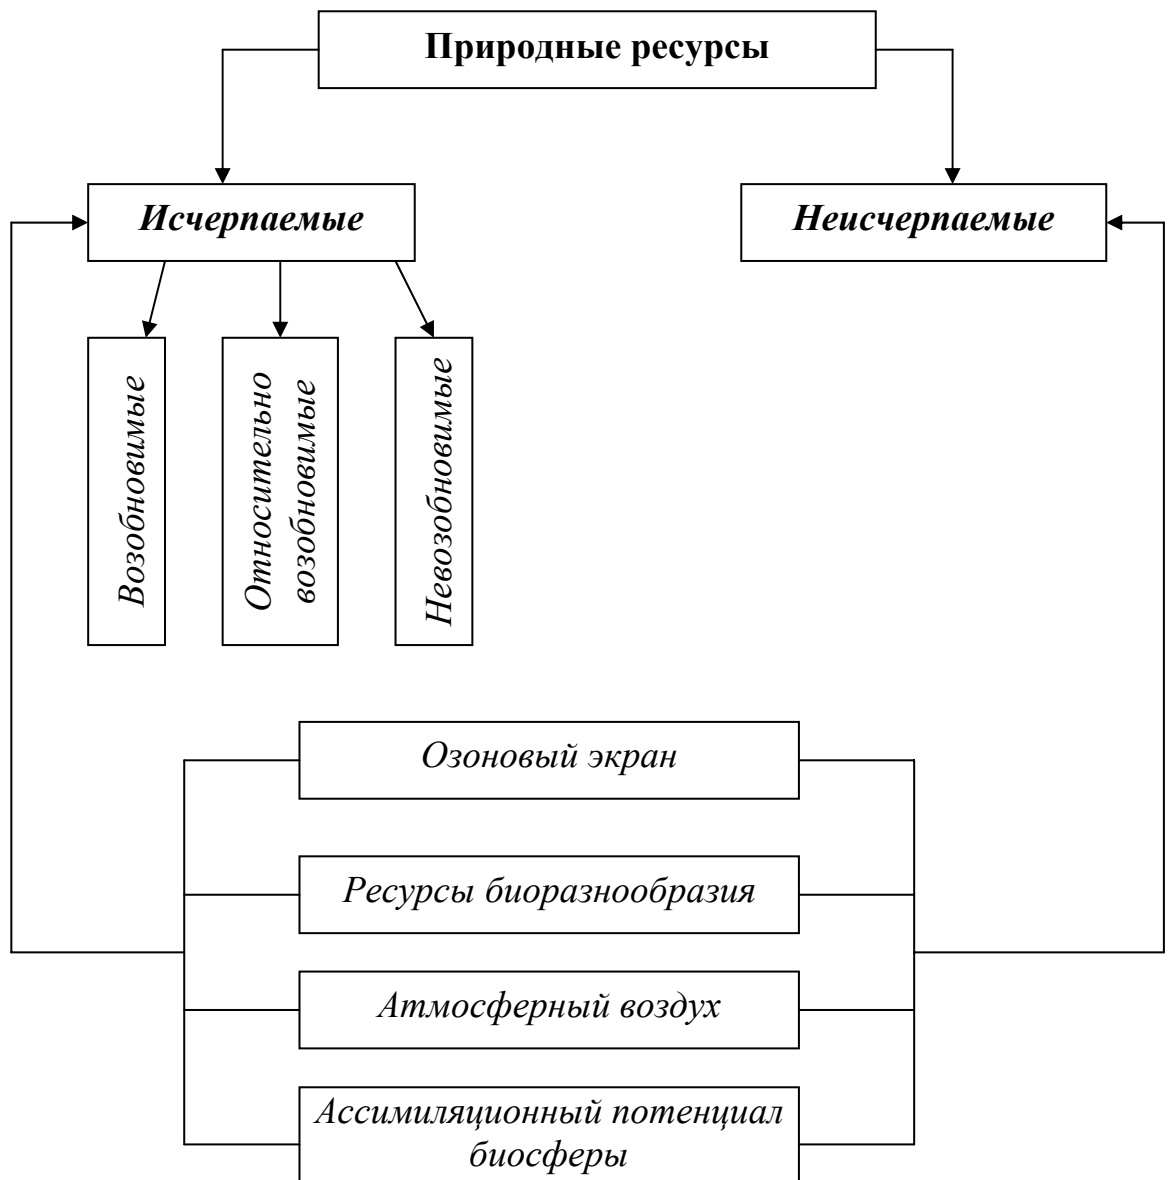 Природные ресурсы
Исчерпаемые
Неисчерпаемые
Возобновимые
Относительно
возобновимые
Невозобновимые
Озоновый экран
Ресурсы биоразнообразия
Атмосферный воздух
Ассимиляционный потенциал
биосферы